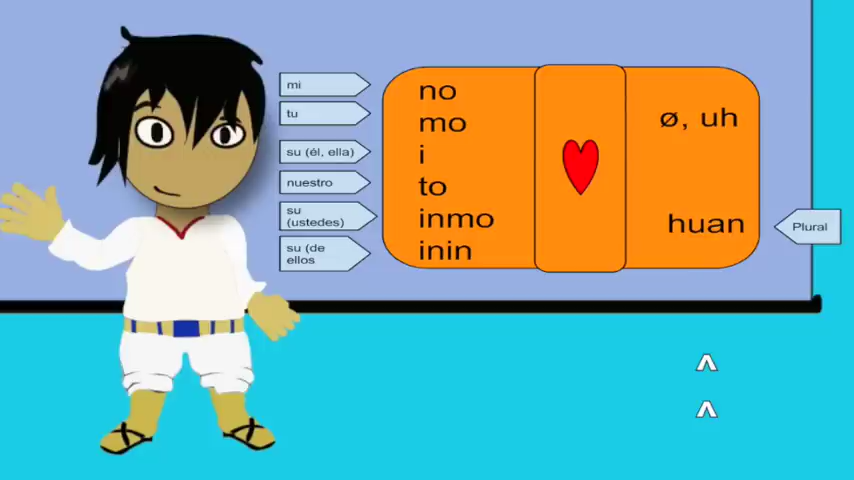 mi
tu
su (él, ella)
nuestro
su
(ustedes)
su (de
ellos
no
mo
i
to
inmo
inin
ø, uh
huan
Plural
^
^